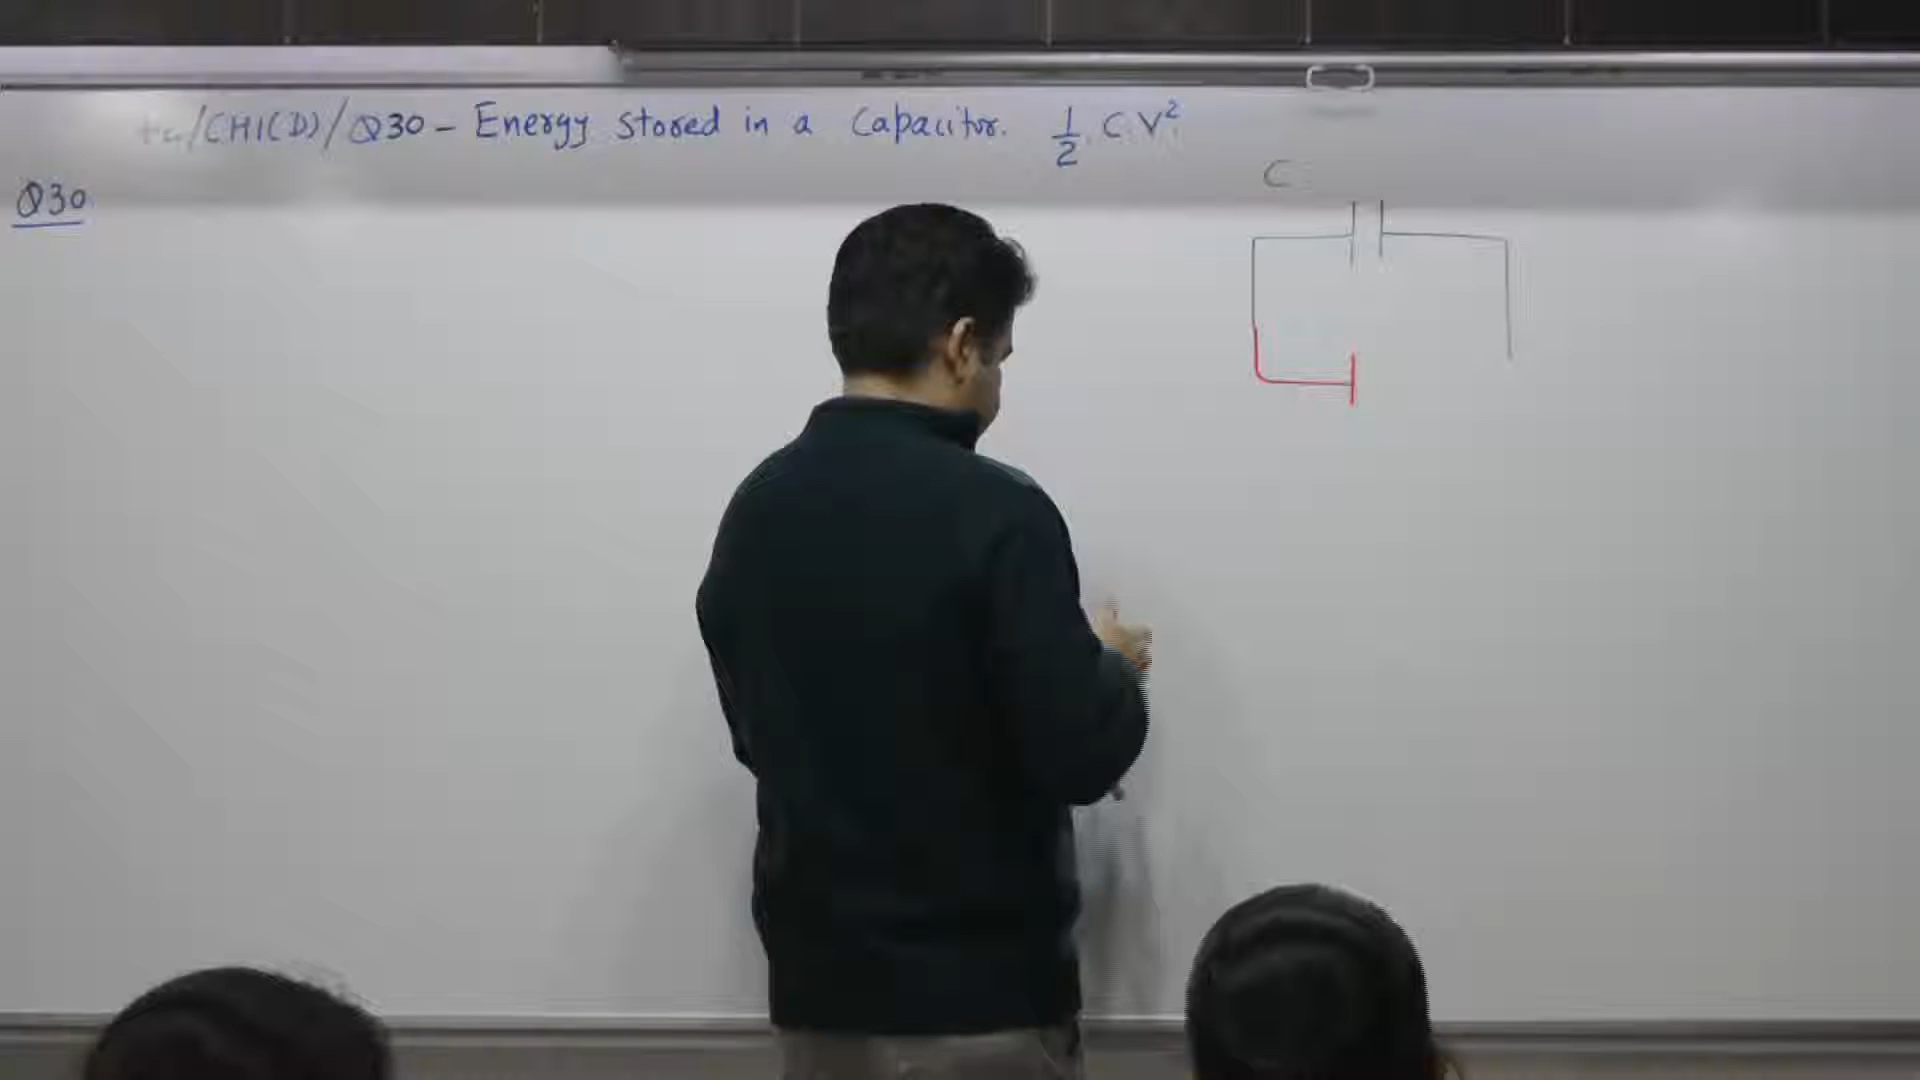 /CH1(D)/Q30 - Energy stored in a Capacitor. 1/2 . C.V².
C
Q30